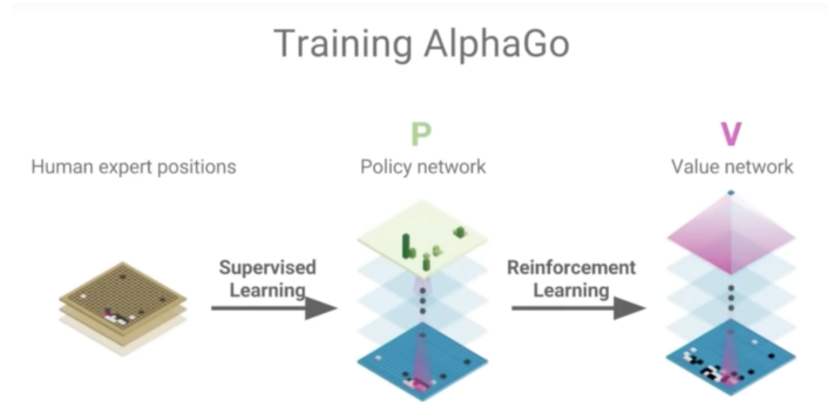 Training AlphaGo
P
V
Human expert positions
Policy network
Value network
Supervised
Learning
Reinforcement
Learning